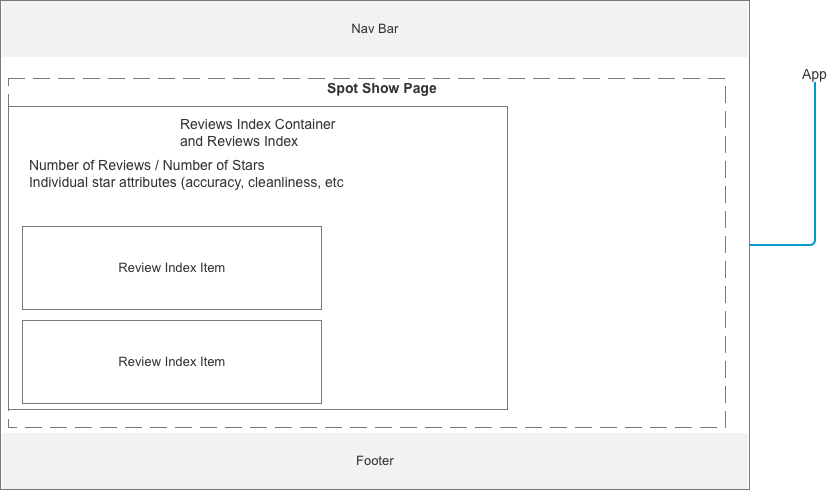 Nav Bar
App
Spot Show Page
Reviews Index Container
and Reviews Index
Number of Reviews / Number of Stars
Individual star attributes (accuracy, cleanliness, etc
Review Index Item
Review Index Item
Footer